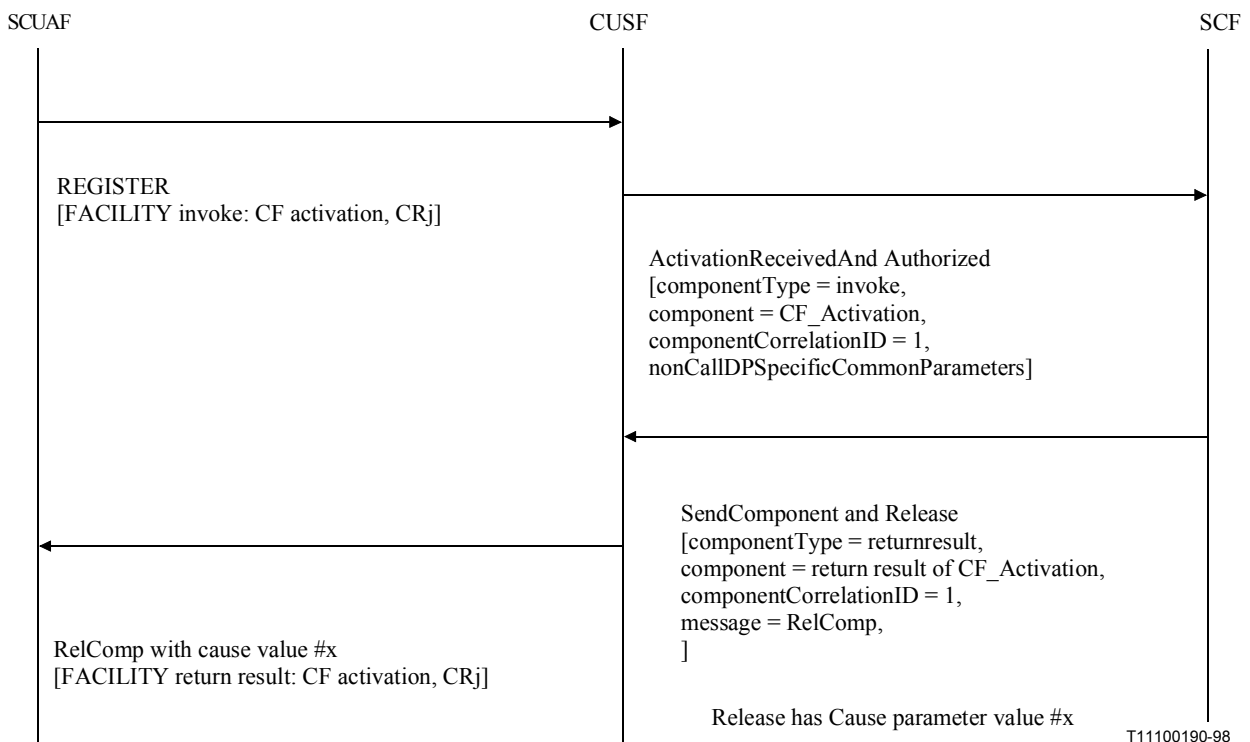 SCUAF
CUSF
SCF
REGISTER
[FACILITY invoke: CF activation, CRj]
ActivationReceivedAnd Authorized
[componentType = invoke,
component = CF_Activation,
componentCorrelationID = 1,
nonCallDPSpecificCommonParameters]
SendComponent and Release
[componentType = returnresult,
component = return result of CF_Activation,
componentCorrelationID = 1,
message = RelComp,
]
RelComp with cause value #x
[FACILITY return result: CF activation, CRj]
Release has Cause parameter value #x
T11100190-98